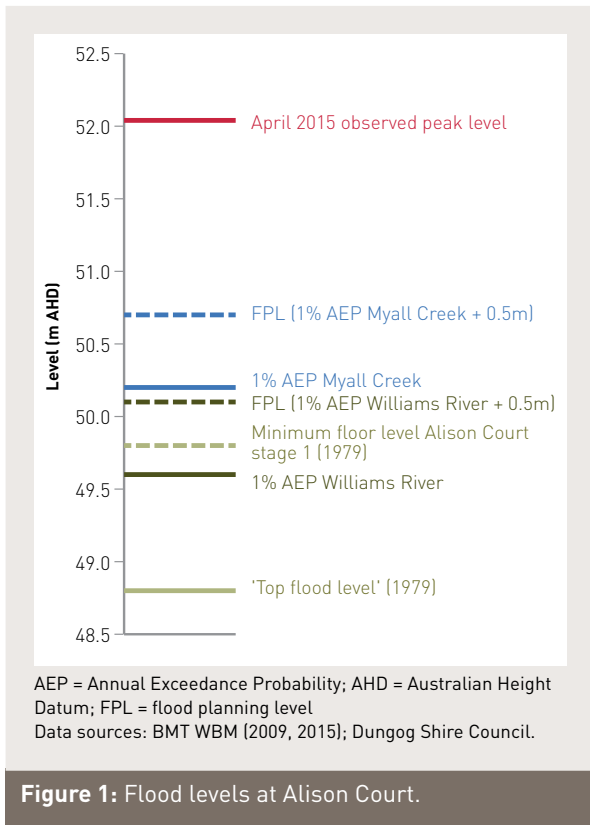 52.5
52.0
April 2015 observed peak level
51.5
51.0
Level (m AHD)
FPL (1% AEP Myall Creek + 0.5m)
50.5
1% AEP Myall Creek
FPL (1% AEP Williams River + 0.5m)
50.0
Minimum floor level Alison Court
stage 1 (1979)
49.5
1% AEP Williams River
49.0
'Top flood level' (1979)
48.5
AEP = Annual Exceedance Probability; AHD = Australian Height
Datum; FPL = flood planning level
Data sources: BMT WBM (2009, 2015); Dungog Shire Council.
Figure 1: Flood levels at Alison Court.